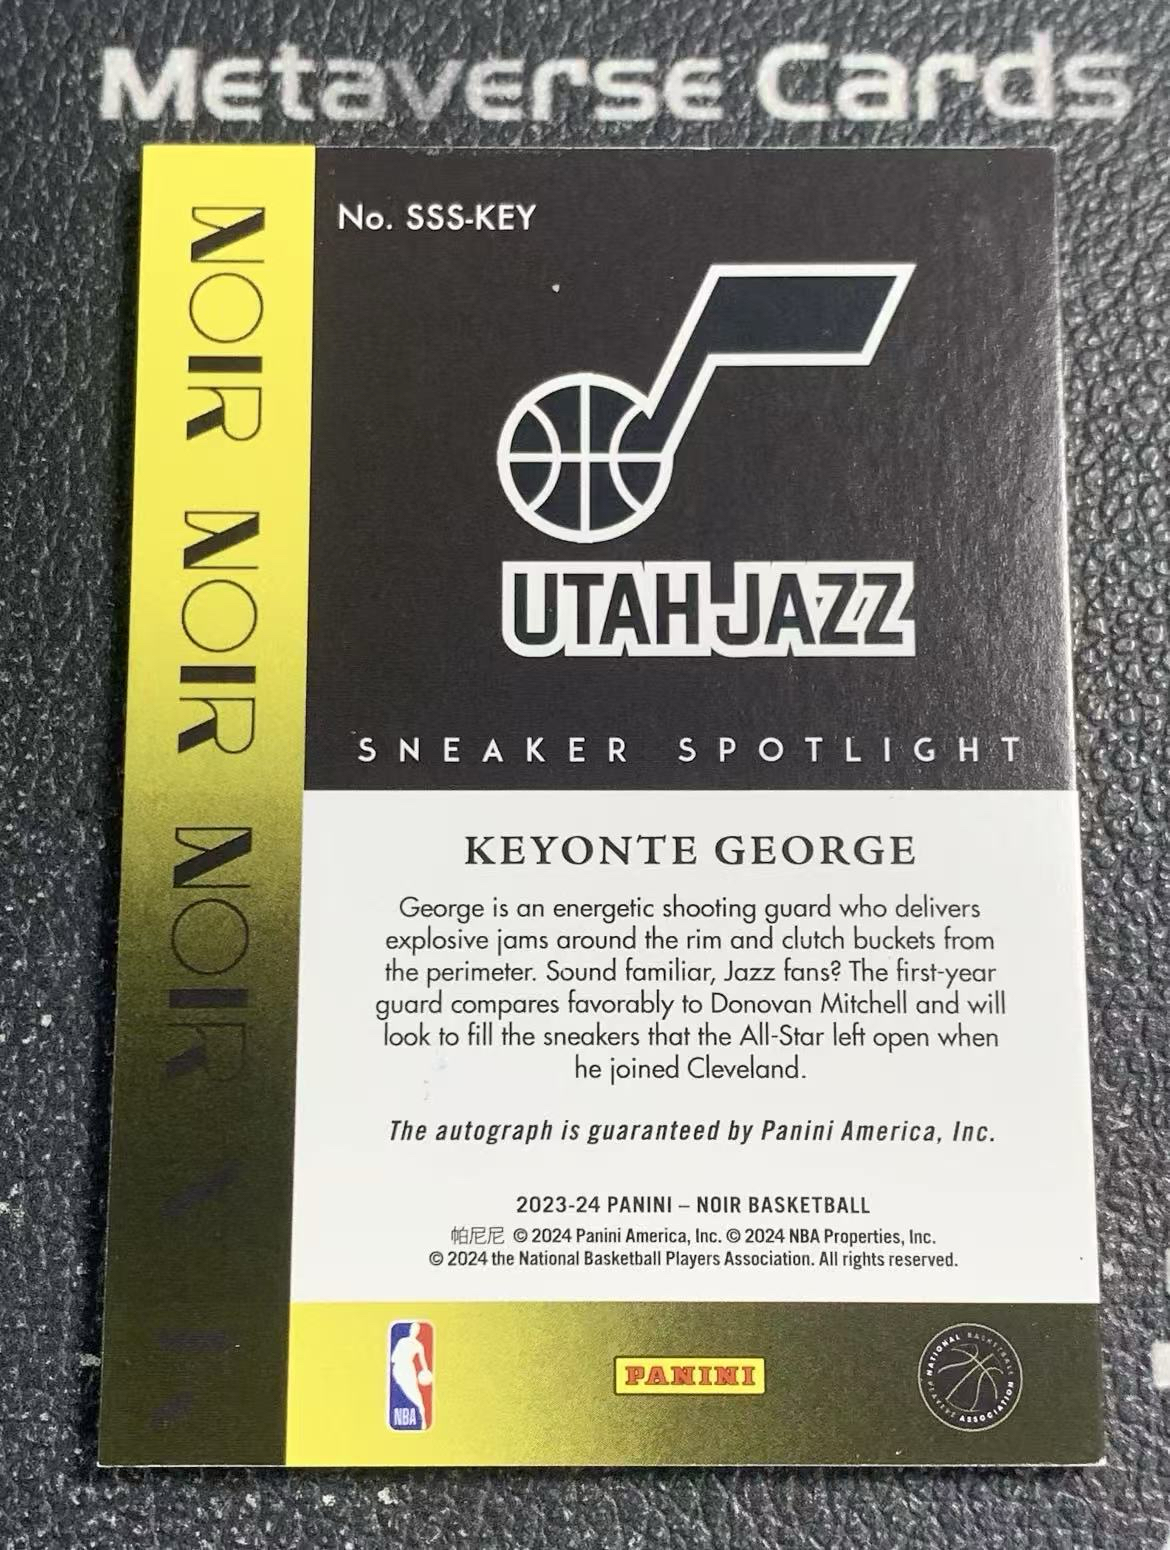 Metaverse Cards
No. SSS-KEY
NOIR NOIR NOIR
UTAH JAZZ
SNEAKER SPOTLIGHT
KEYONTE GEORGE
George is an energetic shooting guard who delivers
explosive jams around the rim and clutch buckets from
the perimeter. Sound familiar, Jazz fans? The first-year
guard compares favorably to Donovan Mitchell and will
look to fill the sneakers that the All-Star left open when
he joined Cleveland.
The autograph is guaranteed by Panini America, Inc.
2023-24 PANINI – NOIR BASKETBALL
帕尼尼 © 2024 Panini America, Inc. © 2024 NBA Properties, Inc.
© 2024 the National Basketball Players Association. All rights reserved.
NBA
PANINI
NATIONAL BASKETBALL
PLAYERS ASSOCIATION